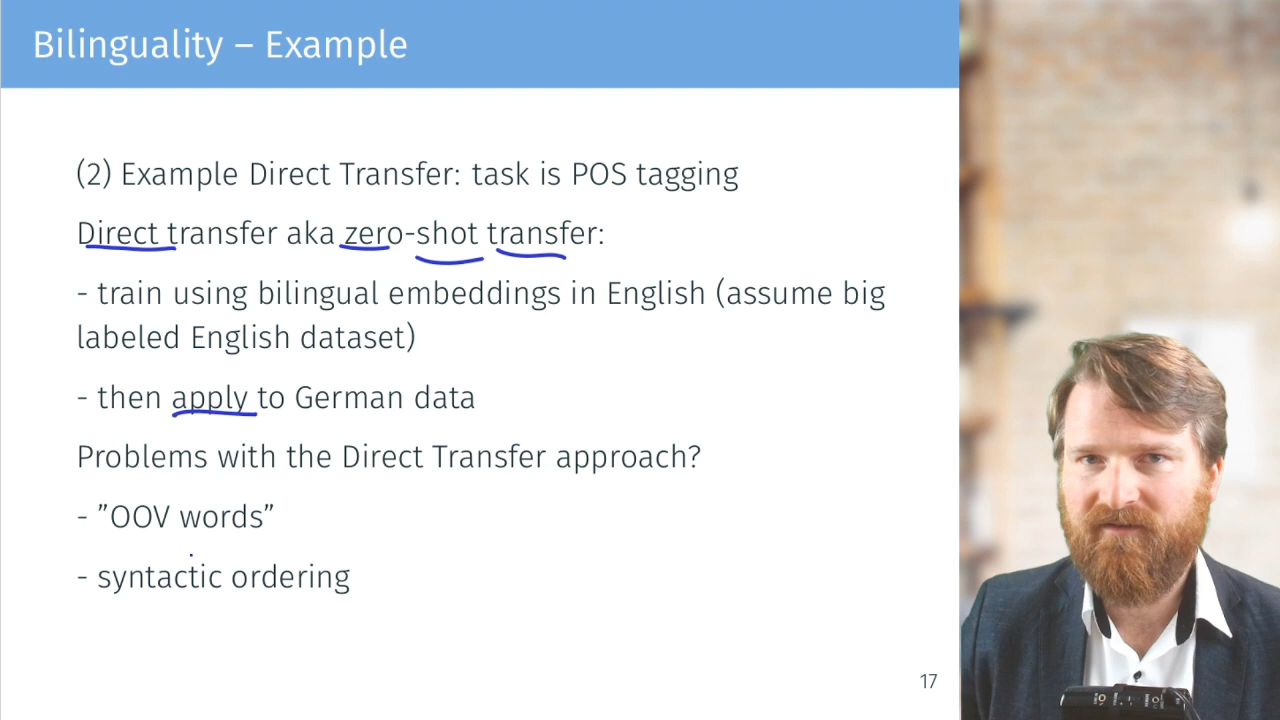 Bilinguality – Example
(2) Example Direct Transfer: task is POS tagging
Direct transfer aka zero-shot transfer:
- train using bilingual embeddings in English (assume big
labeled English dataset)
- then apply to German data
Problems with the Direct Transfer approach?
- ”OOV words”
- syntactic ordering
17